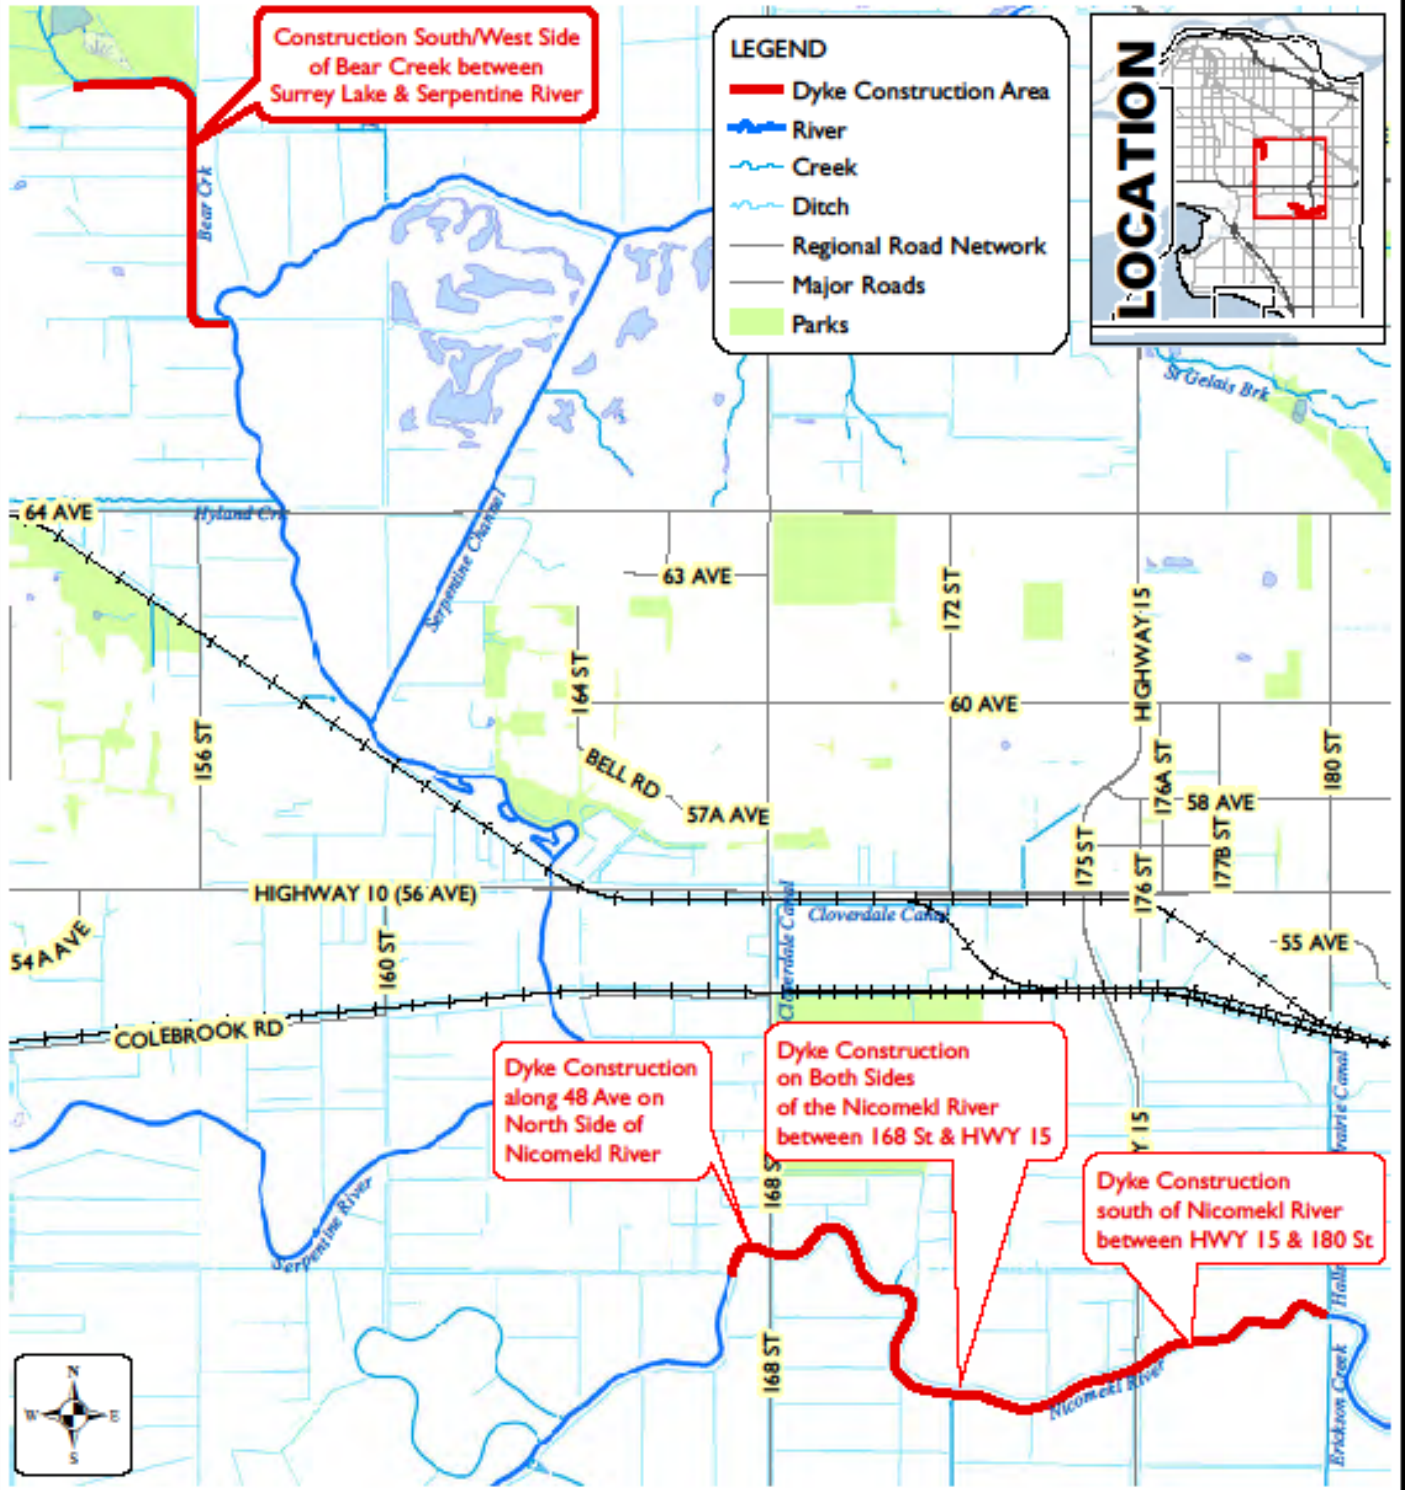 Construction South/West Side
of Bear Creek between
Surrey Lake & Serpentine River
LEGEND
Dyke Construction Area
River
Creek
Ditch
Regional Road Network
Major Roads
Parks
LOCATION
Bear Crk
St Gelais Brk
64 AVE
Hyland Crk
Serpentine Channel
63 AVE
172 ST
HIGHWAY 15
164 ST
60 AVE
156 ST
BELL RD
176A ST
180 ST
58 AVE
57A AVE
175 ST
177B ST
176 ST
HIGHWAY 10 (56 AVE)
Cloverdale Canal
Cloverdale Canal
54 A AVE
160 ST
55 AVE
COLEBROOK RD
Dyke Construction
along 48 Ave on
North Side of
Nicomekl River
Dyke Construction
on Both Sides
of the Nicomekl River
between 168 St & HWY 15
Y 15
168 S
Dyke Construction
south of Nicomekl River
between HWY 15 & 180 St
rairie Canal
Halls
Serpentine River
168 ST
Nicomekl River
Erickson Creek
N
W E
S